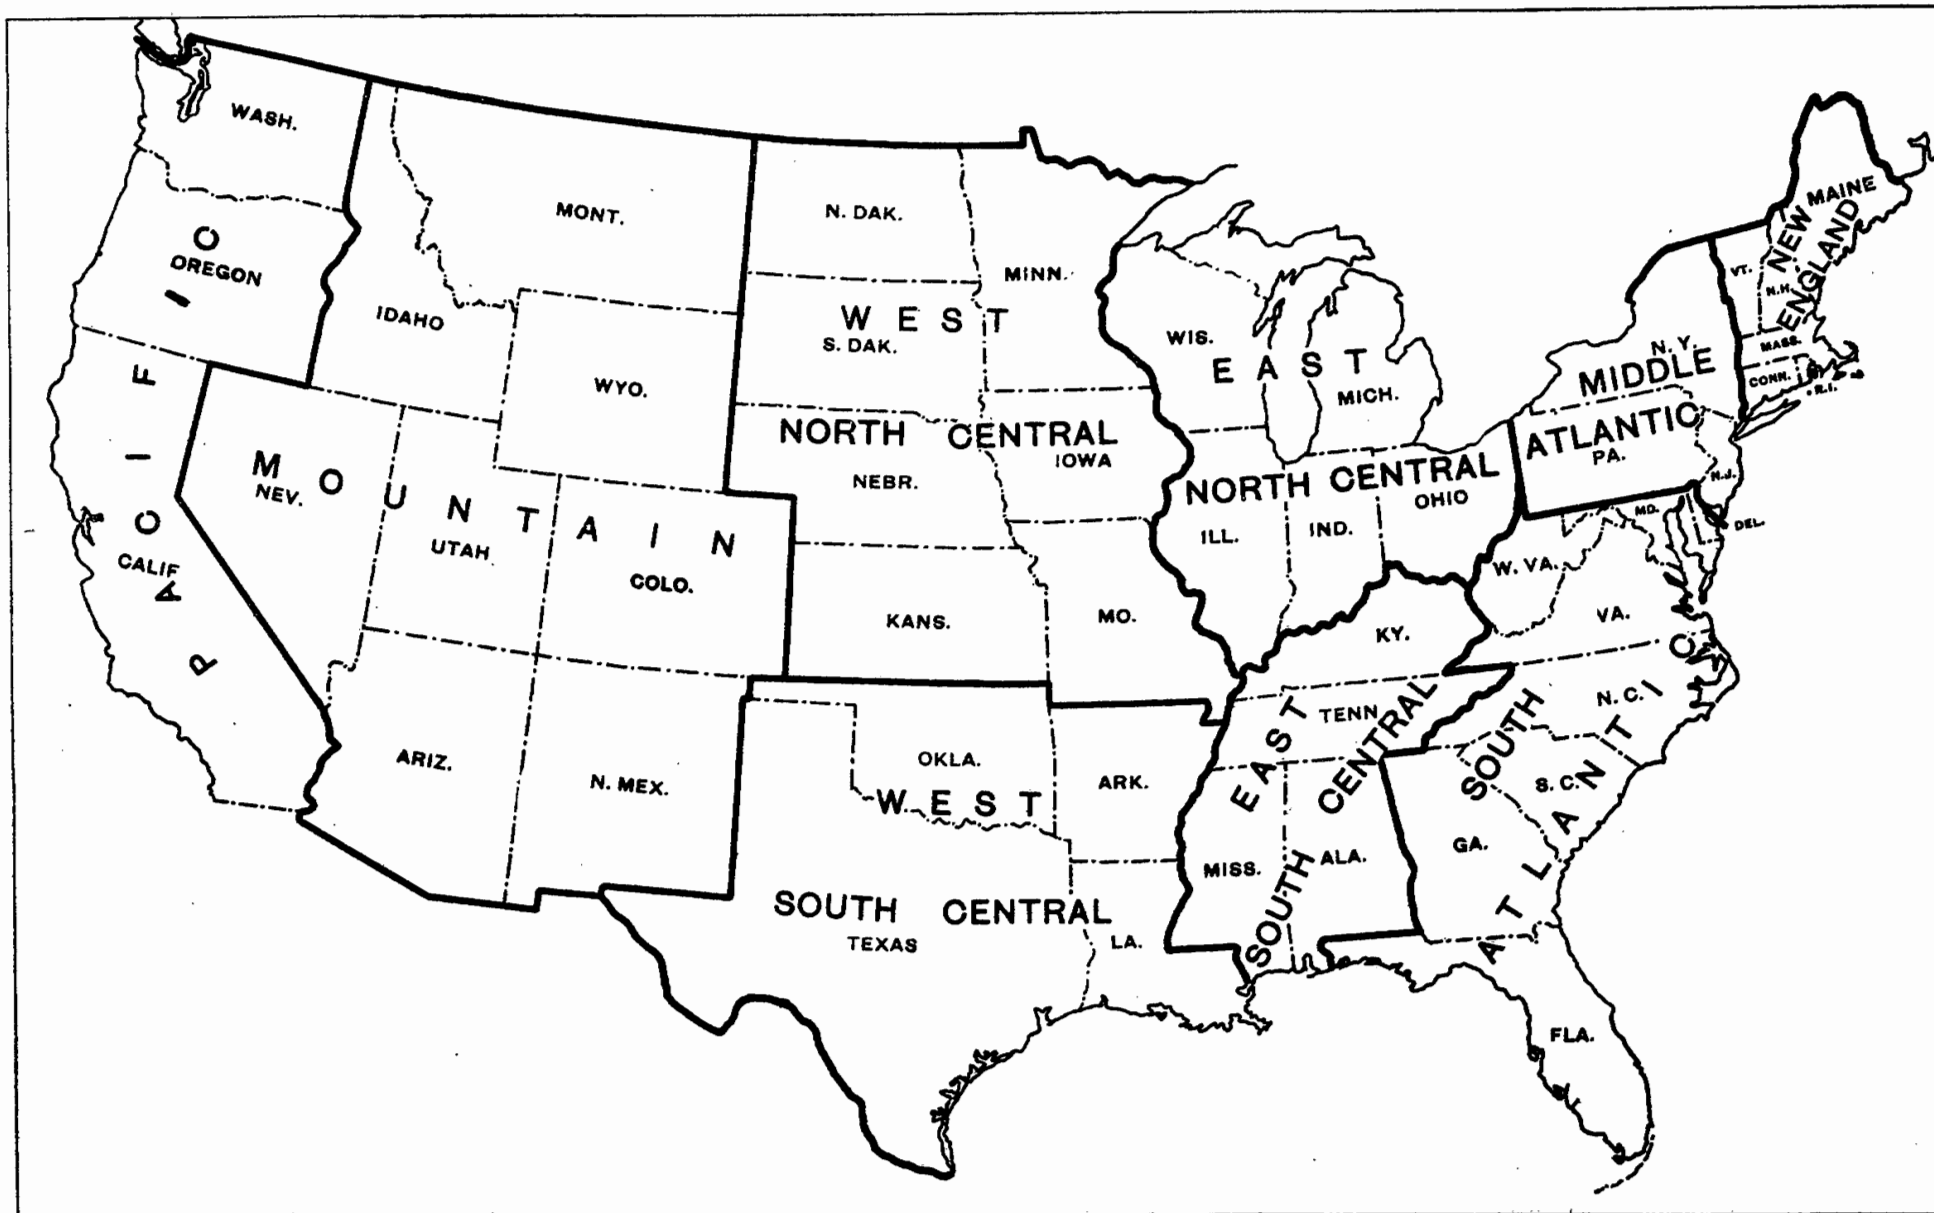 WASH.
OREGON
CALIF
PACIFIC
IDAHO
MONT.
WYO.
NEV.
UTAH
COLO.
ARIZ.
N. MEX.
MOUNTAIN
N. DAK.
MINN.
WEST
S. DAK.
NORTH CENTRAL
IOWA
NEBR.
KANS.
MO.
WIS.
EAST
MICH.
NORTH CENTRAL
OHIO
ILL.
IND.
OKLA.
ARK.
WEST
SOUTH CENTRAL
TEXAS
LA.
KY.
TENN
EAST
SOUTH CENTRAL
MISS.
ALA.
MAINE
NEW
ENGLAND
VT.
N.H.
MASS.
CONN.
R.I.
N.Y.
MIDDLE
ATLANTIC
PA.
N.J.
MD.
DEL.
W. VA.
VA.
N. C.
S. C.
GA.
FLA.
SOUTH
ATLANTIC